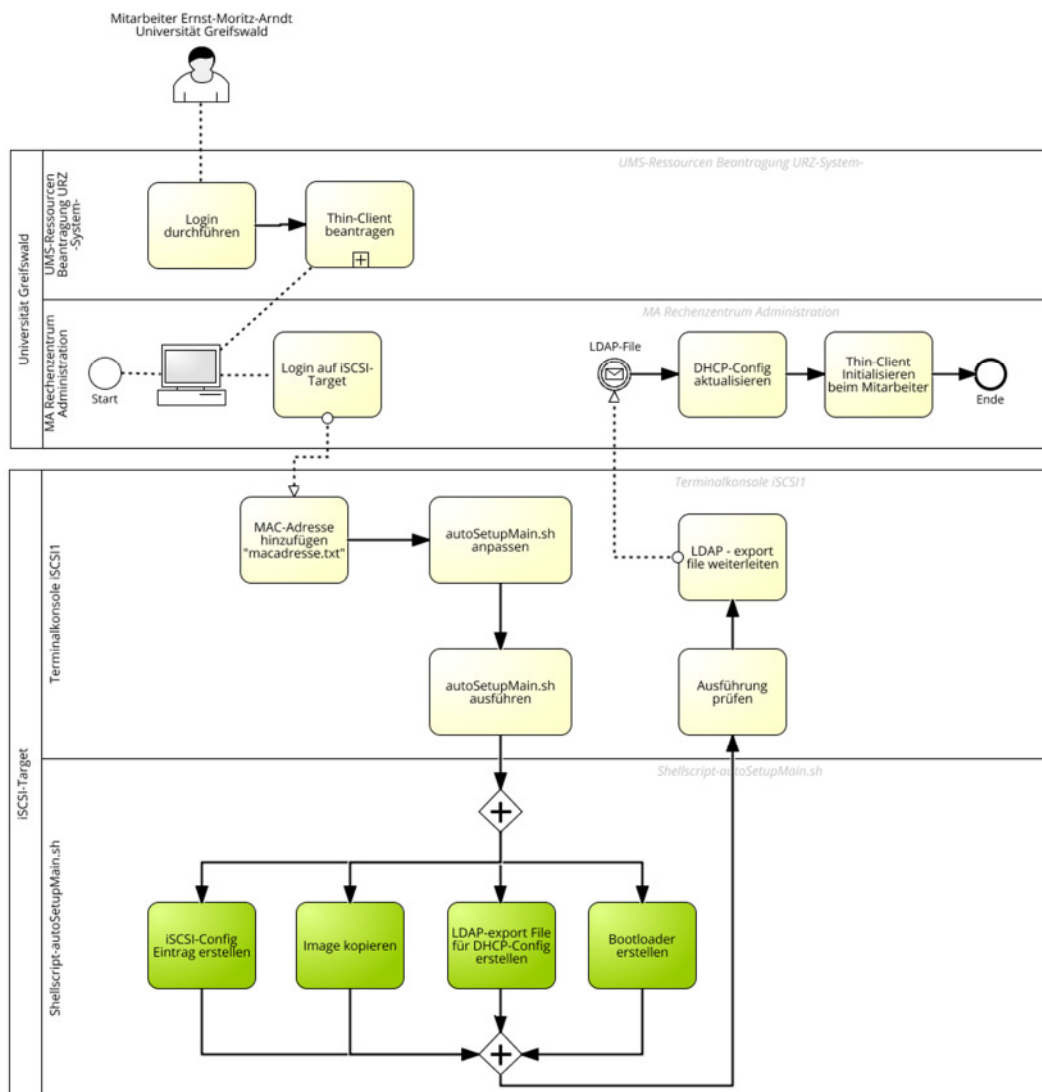 Mitarbeiter Ernst-Moritz-Arndt
Universität Greifswald
Universität Greifswald
UMS-Ressourcen
Beantragung URZ
-System-
UMS-Ressourcen Beantragung URZ-System-
Login
durchführen
Thin-Client
beantragen
MA Rechenzentrum
Administration
MA Rechenzentrum Administration
Start
Login auf iSCSI-
Target
LDAP-File
DHCP-Config
aktualisieren
Thin-Client
Initialisieren
beim Mitarbeiter
Ende
iSCSI-Target
Terminalkonsole iSCSI1
Terminalkonsole iSCSI1
MAC-Adresse
hinzufügen
"macadresse.txt"
autoSetupMain.sh
anpassen
LDAP - export
file weiterleiten
autoSetupMain.sh
ausführen
Ausführung
prüfen
Shellscript-autoSetupMain.sh
Shellscript-autoSetupMain.sh
iSCSI-Config
Eintrag erstellen
Image kopieren
LDAP-export File
für DHCP-Config
erstellen
Bootloader
erstellen